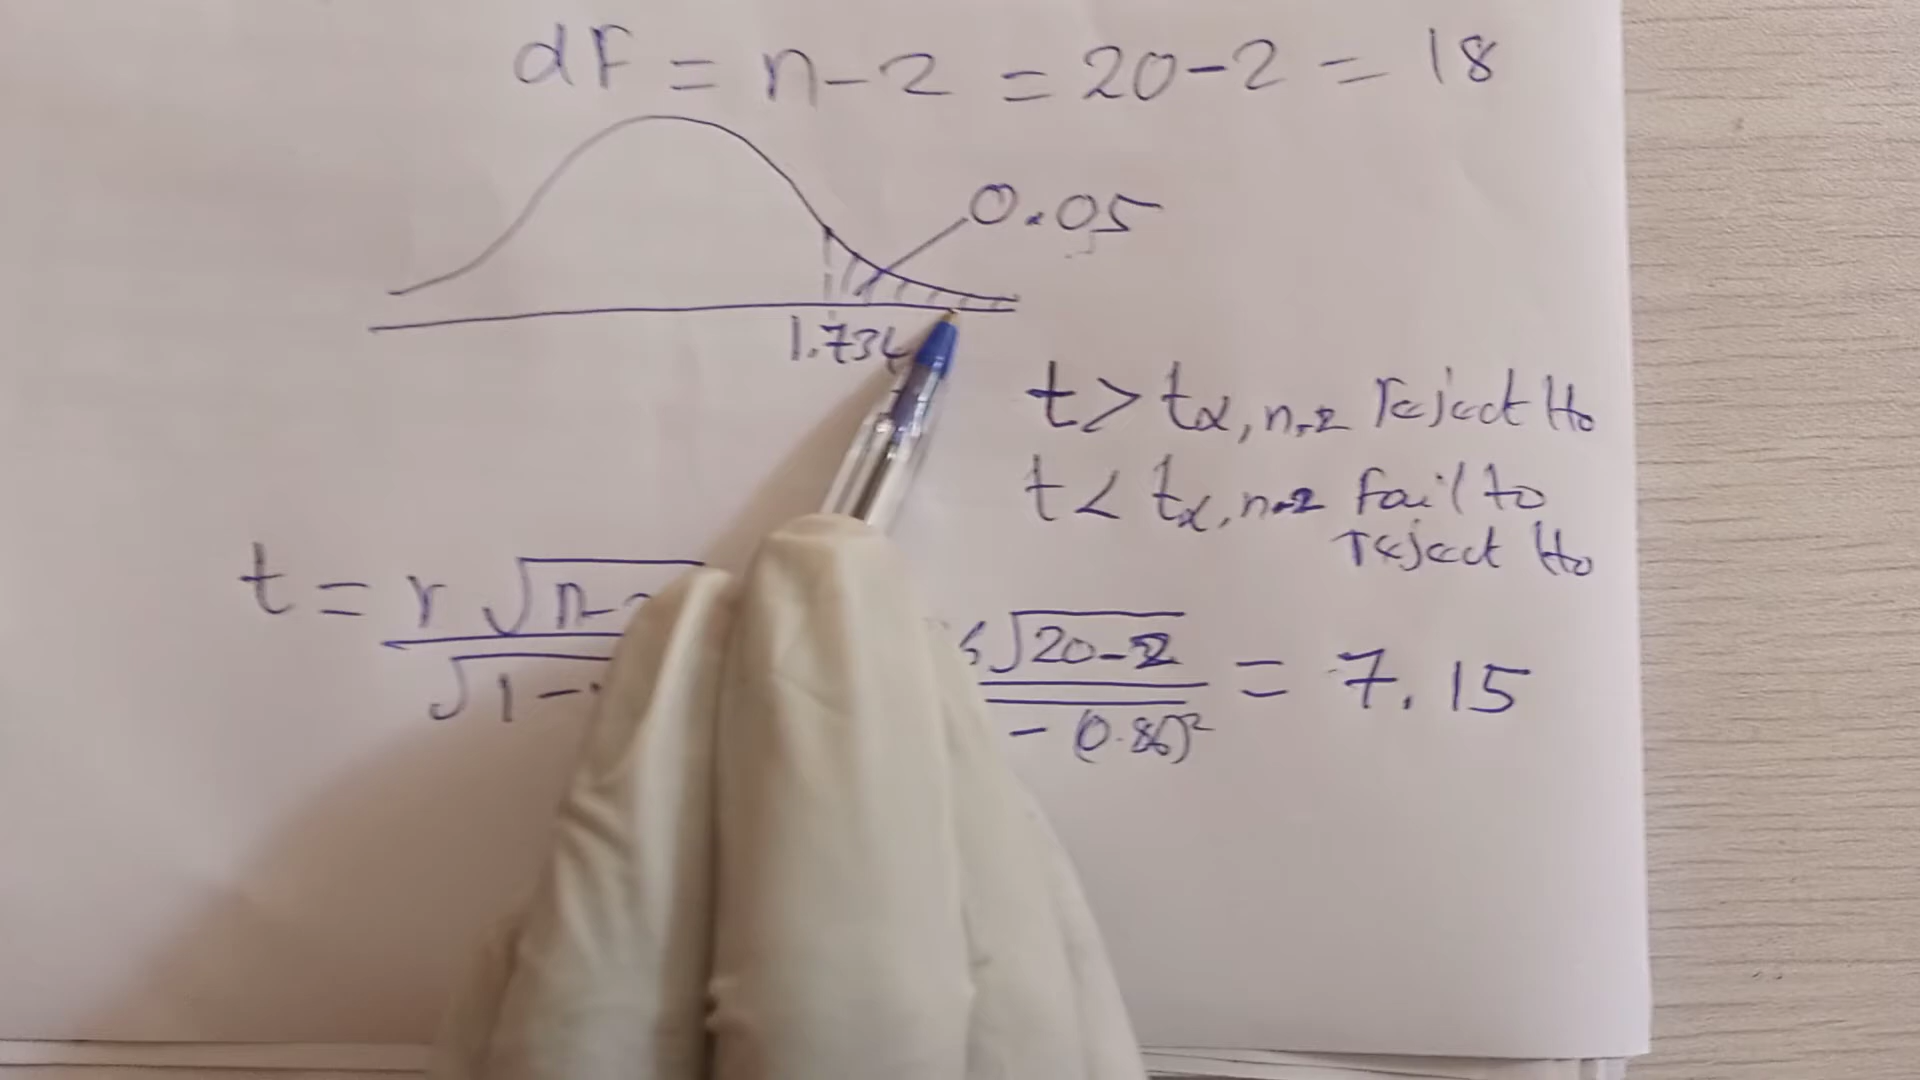 dF = n-2 = 20-2 = 18
0.05
1.734
t > tα, n-2 reject Ho
t < tα, n-2 Fail to
reject Ho
t = r √n-
√1-
√20-2 = 7.15
- (0.86)²